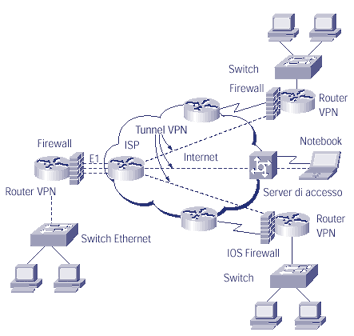 Switch
Firewall
Router
VPN
Tunnel VPN
Firewall
ISP
Notebook
E1
Internet
Router VPN
Server di accesso
Router
VPN
Switch Ethernet
IOS Firewall
Switch